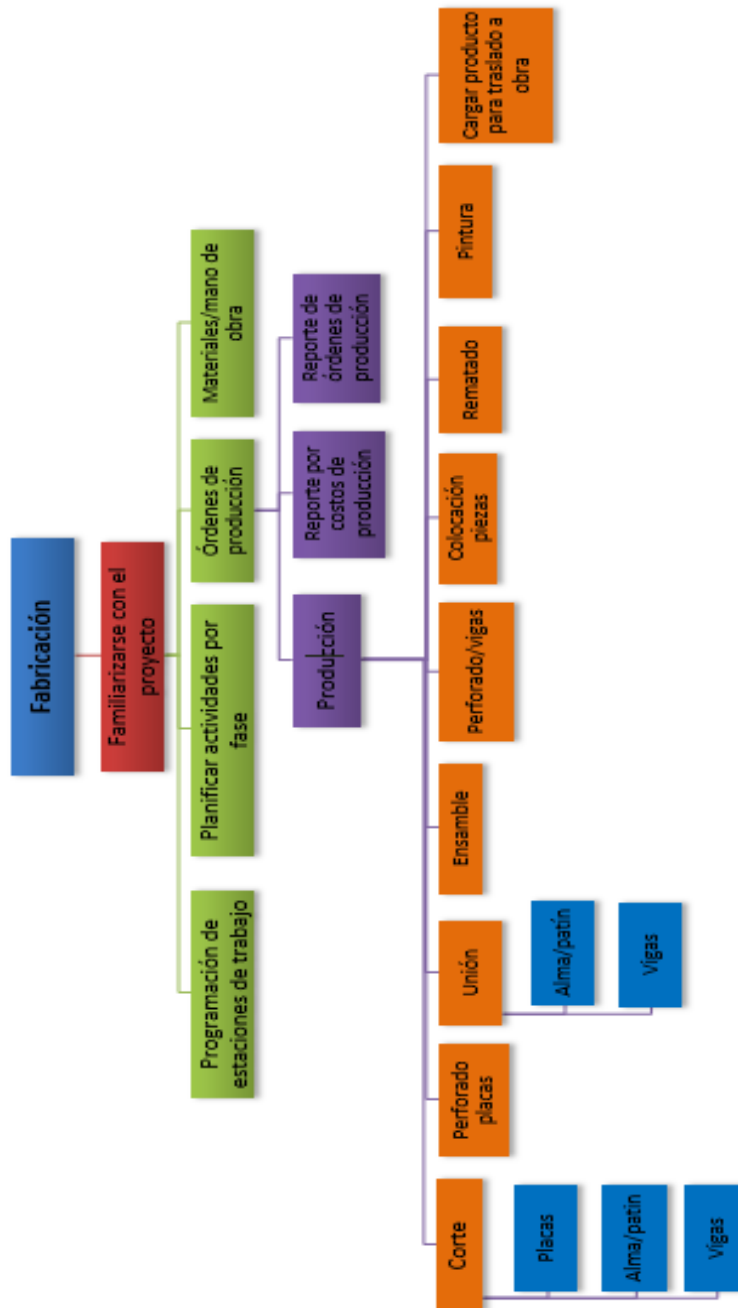 Fabricación
Familiarizarse con el
proyecto
Programación de
estaciones de trabajo
Planificar actividades por
fase
Órdenes de
producción
Materiales/mano de
obra
Producción
Reporte por
costos de
producción
Reporte de
órdenes de
producción
Corte
Placas
Alma/patin
Vigas
Perforado
placas
Unión
Alma/patín
Vigas
Ensamble
Perforado/vigas
Colocación
piezas
Rematado
Pintura
Cargar producto
para traslado a
obra